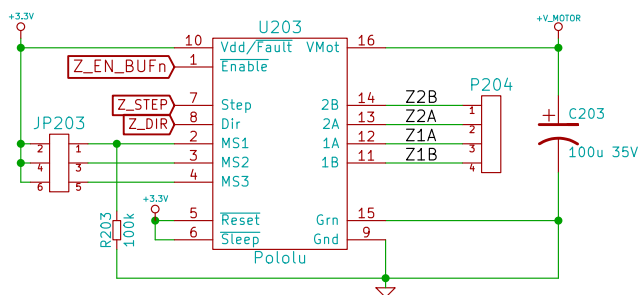 +3.3V
U203
+V_MOTOR
10 Vdd/Fault VMot 16
Z_EN_BUFn 1 Enable
P204
Z_STEP 7 Step 2B 14 Z2B 1
Z_DIR 8 Dir 2A 13 Z2A 2
C203
JP203
2 1 2 MS1 1A 12 Z1A 3
+
100u 35V
4 3 3 MS2 1B 11 Z1B 4
6 5 4 MS3
+3.3V
R203
100k
5 Reset Grn 15
6 Sleep Gnd 9
Pololu